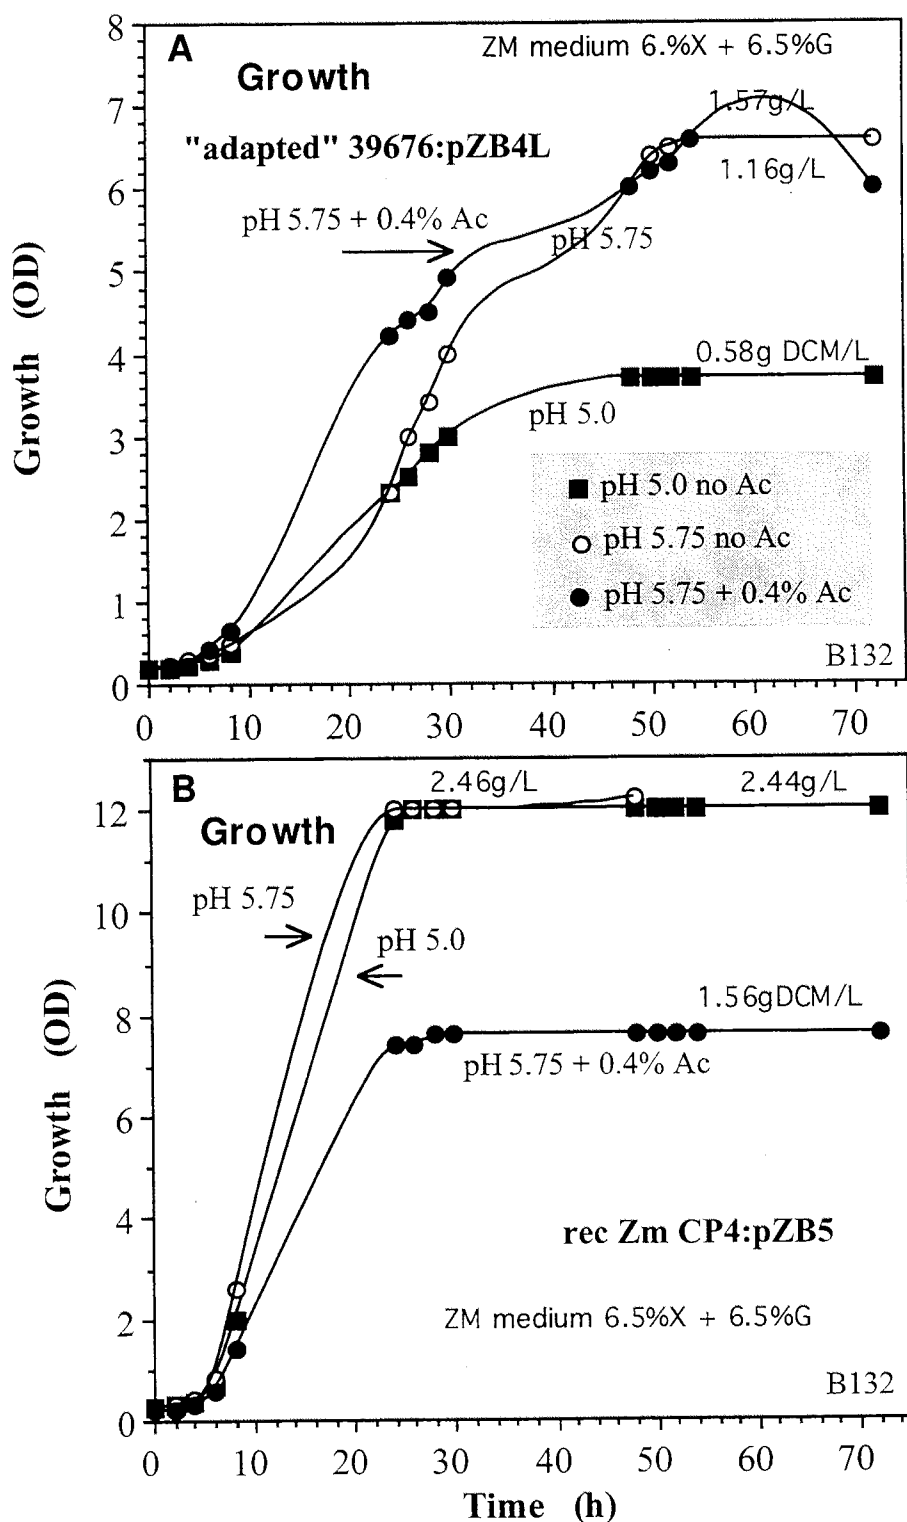 8
A
ZM medium 6.%X + 6.5%G
Growth
7
1.57g/L
"adapted" 39676:pZB4L
1.16g/L
6
pH 5.75 + 0.4% Ac
pH 5.75
5
Growth (OD)
4
0.58g DCM/L
pH 5.0
3
pH 5.0 no Ac
2
pH 5.75 no Ac
1
pH 5.75 + 0.4% Ac
B132
0
0 10 20 30 40 50 60 70
B
2.46g/L
2.44g/L
12
Growth
pH 5.75
10
pH 5.0
1.56gDCM/L
8
pH 5.75 + 0.4% Ac
Growth (OD)
6
4
rec Zm CP4:pZB5
2
ZM medium 6.5%X + 6.5%G
B132
0
0 10 20 30 40 50 60 70
Time (h)